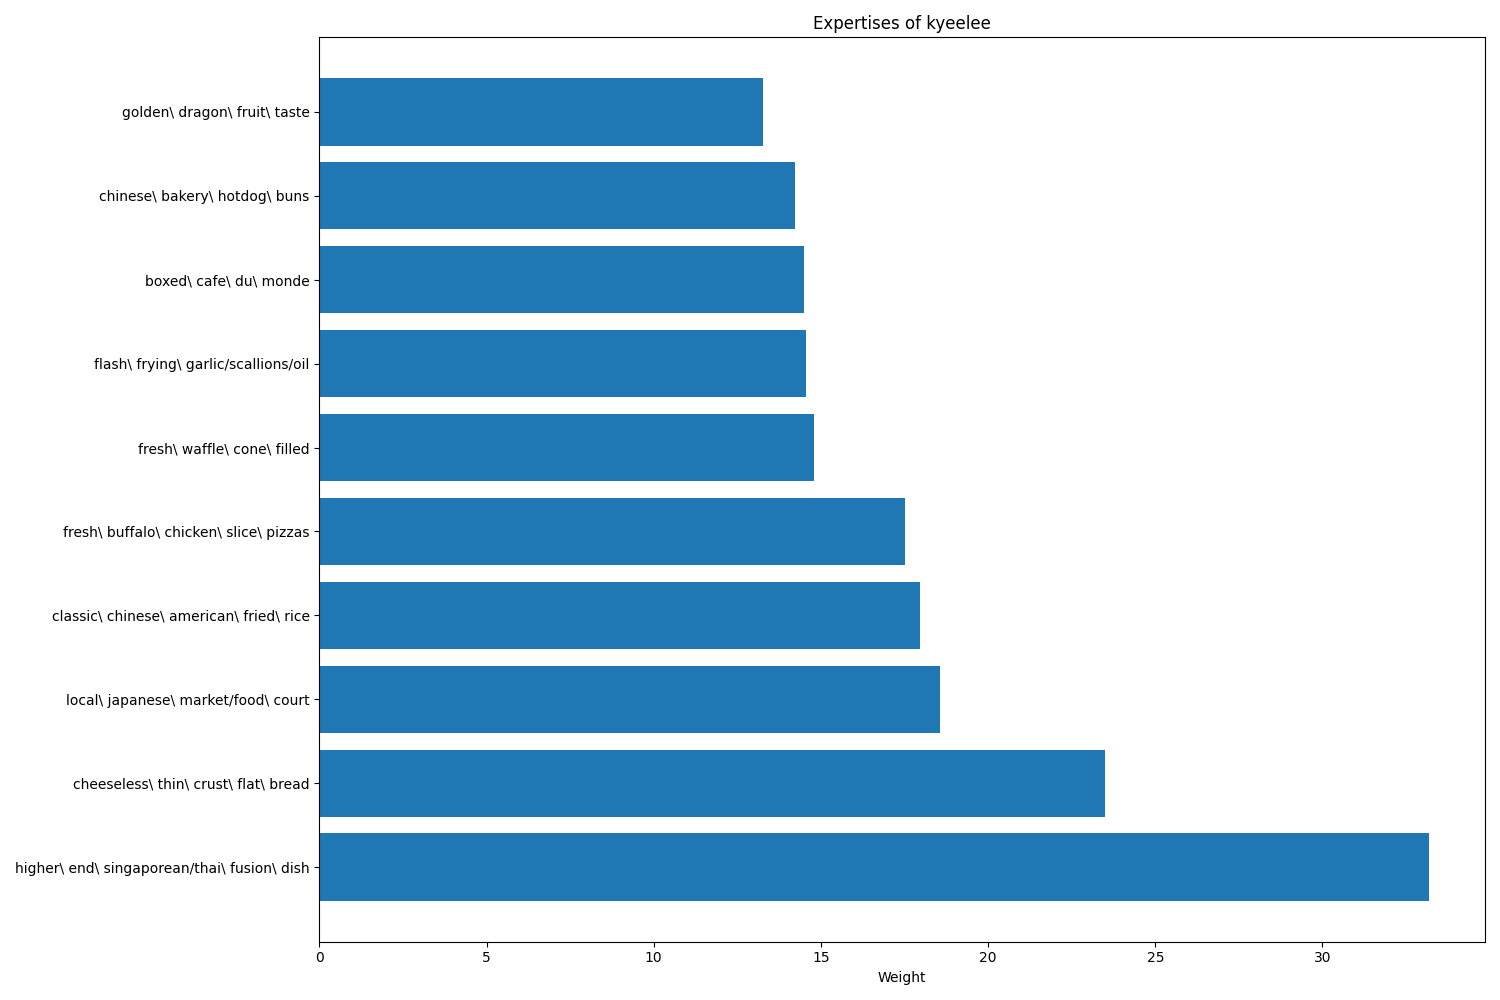 Expertises of kyeelee
golden\ dragon\ fruit\ taste
chinese\ bakery\ hotdog\ buns
boxed\ cafe\ du\ monde
flash\ frying\ garlic/scallions/oil
fresh\ waffle\ cone\ filled
fresh\ buffalo\ chicken\ slice\ pizzas
classic\ chinese\ american\ fried\ rice
local\ japanese\ market/food\ court
cheeseless\ thin\ crust\ flat\ bread
higher\ end\ singaporean/thai\ fusion\ dish
0 5 10 15 20 25 30
Weight